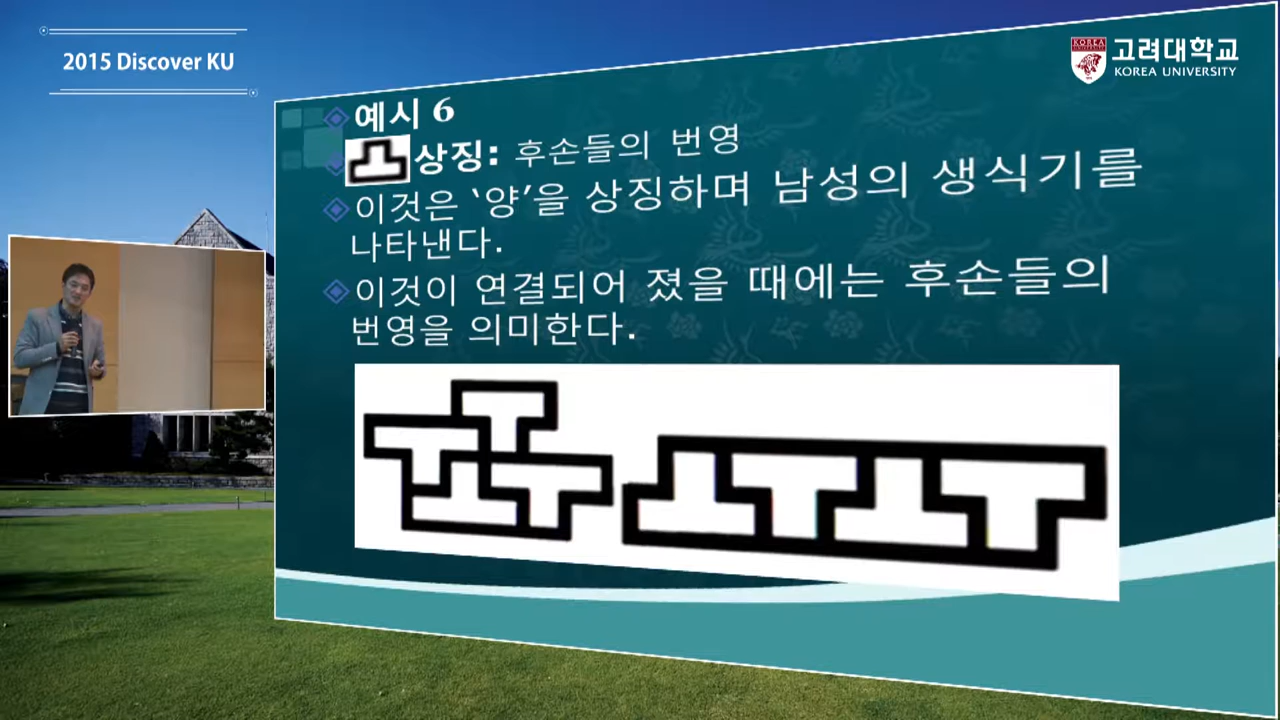 2015 Discover KU
KOREA
고려대학교
KOREA UNIVERSITY
예시 6
상징: 후손들의 번영
이것은 ‘양’을 상징하며 남성의 생식기를
나타낸다.
이것이 연결되어 졌을 때에는 후손들의
번영을 의미한다.